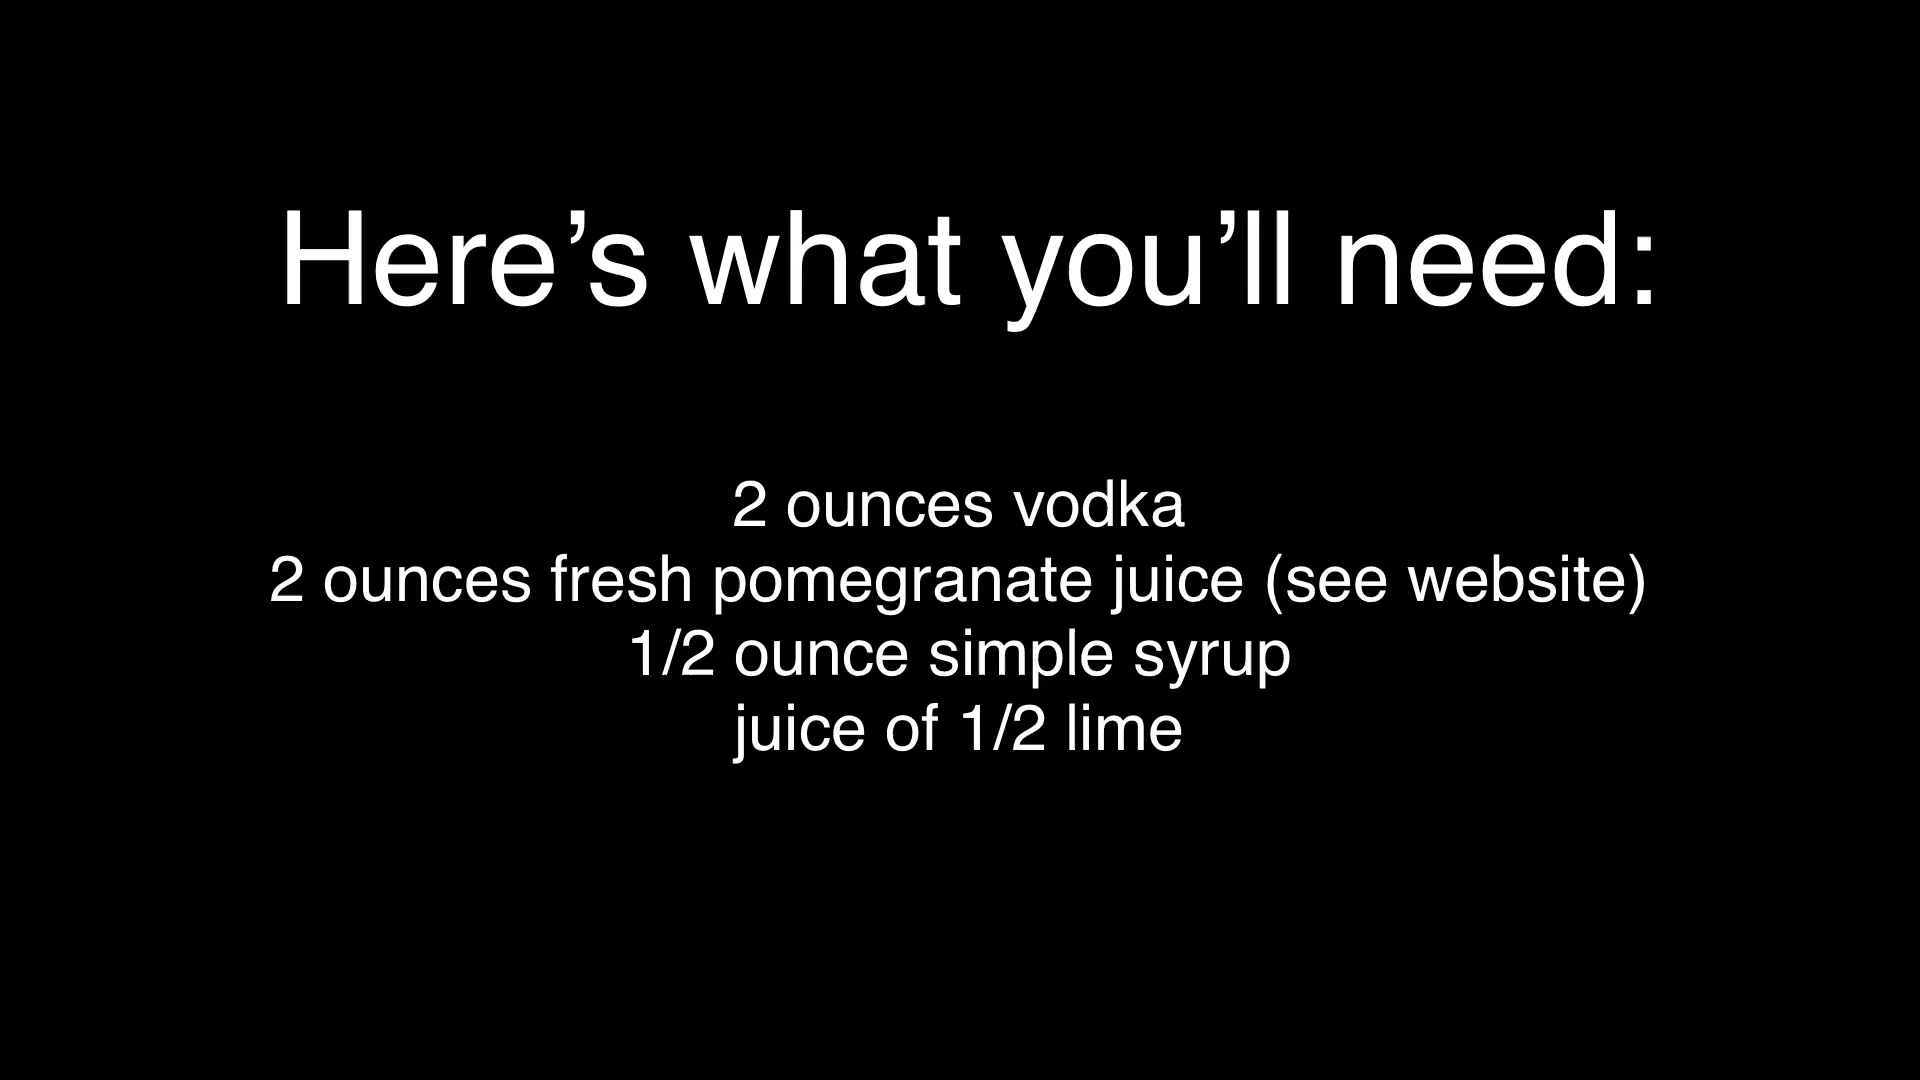 Here’s what you’ll need:
2 ounces vodka
2 ounces fresh pomegranate juice (see website)
1/2 ounce simple syrup
juice of 1/2 lime